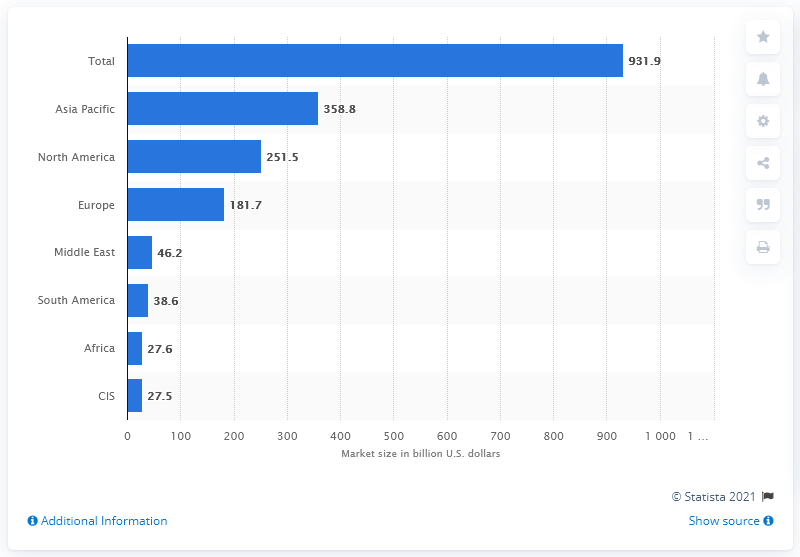 Total 931.9
Asia Pacific 358.8
North America 251.5
Europe 181.7
Middle East 46.2
South America 38.6
Africa 27.6
CIS 27.5
0 100 200 300 400 500 600 700 800 900 1 000 1 ...
Market size in billion U.S. dollars
© Statista 2021
Additional Information Show source